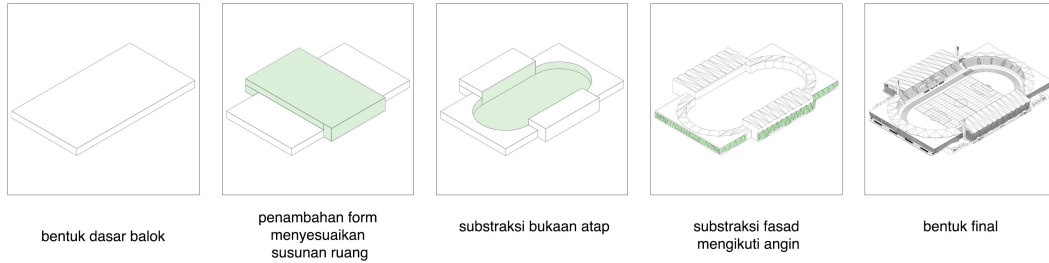 bentuk dasar balok
penambahan form
menyesuaikan
susunan ruang
substraksi bukaan atap
substraksi fasad
mengikuti angin
bentuk final